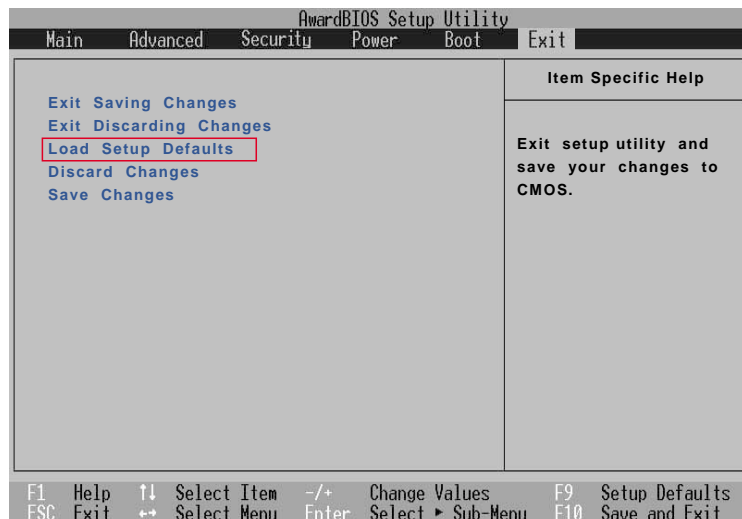 AwardBIOS Setup Utility
Main Advanced Security Power Boot Exit
Item Specific Help
Exit Saving Changes
Exit Discarding Changes
Load Setup Defaults
Discard Changes
Save Changes
Exit setup utility and
save your changes to
CMOS.
F1 Help ↑↓ Select Item -/+ Change Values F9 Setup Defaults
ESC Exit ←→ Select Menu Enter Select ► Sub-Menu F10 Save and Exit